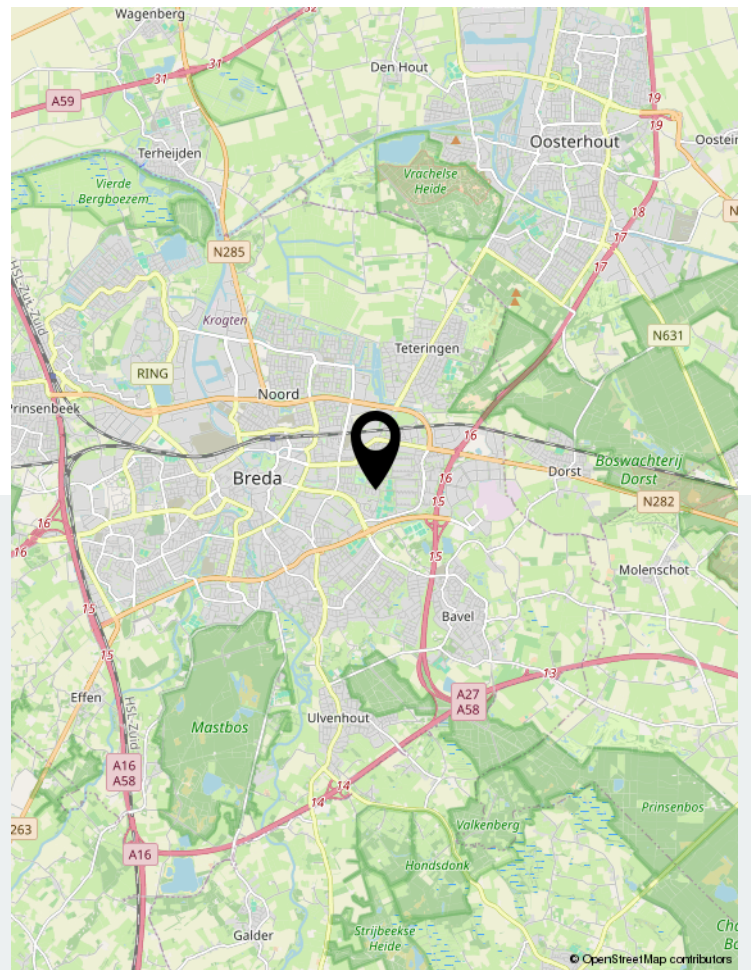 Wagenberg
32
31
31
Den Hout
A59
19
19
Oosterhout
Terheijden
Vierde
Bergboezem
Vrachelse
Heide
18
17
17
N285
HSL-Zuid
Krogten
N631
Teteringen
RING
Noord
Prinsenbeek
16
Breda
16
15
Dorst
Boswachterij
Dorst
N282
16
16
15
Molenschot
15
15
Bavel
13
Effen
HSL-Zuid
A27
A58
Mastbos
Ulvenhout
A16
A58
14
14
Prinsenbos
263
Valkenberg
A16
Hondsdonk
Galder
Strijbeekse
Heide
© OpenStreetMap contributors